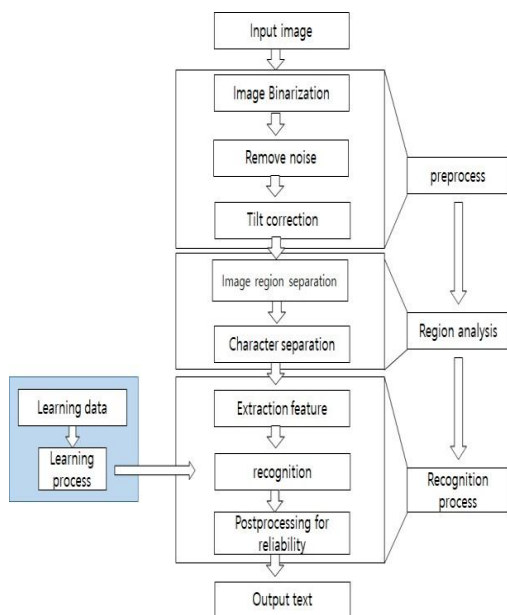 Input image
Image Binarization
Remove noise
preprocess
Tilt correction
Image region separation
Region analysis
Character separation
Learning data
Extraction feature
Learning
process
recognition
Recognition
process
Postprocessing for
reliability
Output text